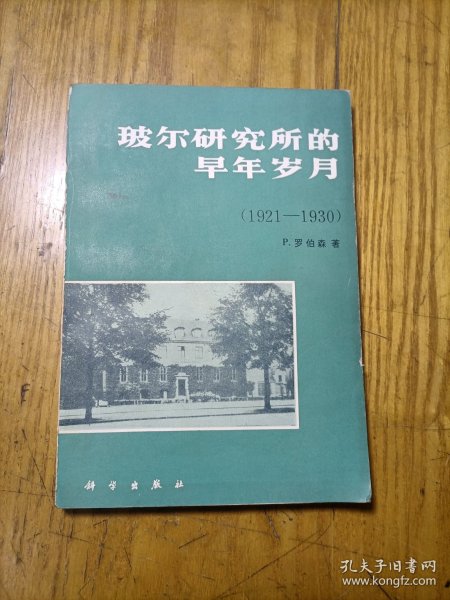 玻尔研究所的
早年岁月
(1921—1930)
P. 罗伯森 著
科学出版社
孔夫子旧书网
www.kongfz.com